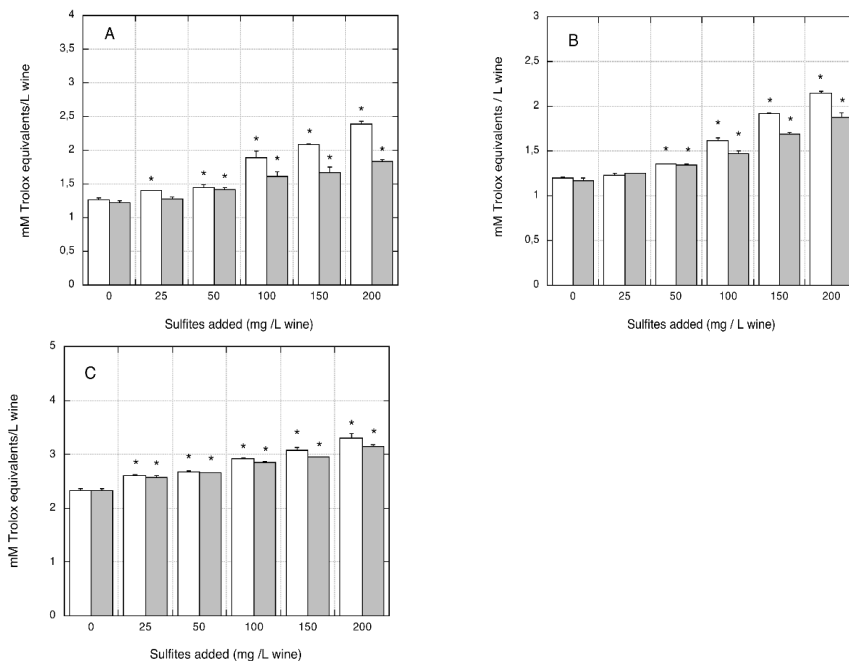 A
mM Trolox equivalents/L wine
4
3,5
3
2,5
2
1,5
1
0,5
0
* * * * * * * * *
0 25 50 100 150 200
Sulfites added (mg /L wine)
B
mM Trolox equivalents / L wine
3
2,5
2
1,5
1
0,5
0
* * * * * * * *
0 25 50 100 150 200
Sulfites added (mg / L wine)
C
mM Trolox equivalents/L wine
5
4
3
2
1
0
* * * * * * * * * *
0 25 50 100 150 200
Sulfites added (mg /L wine)